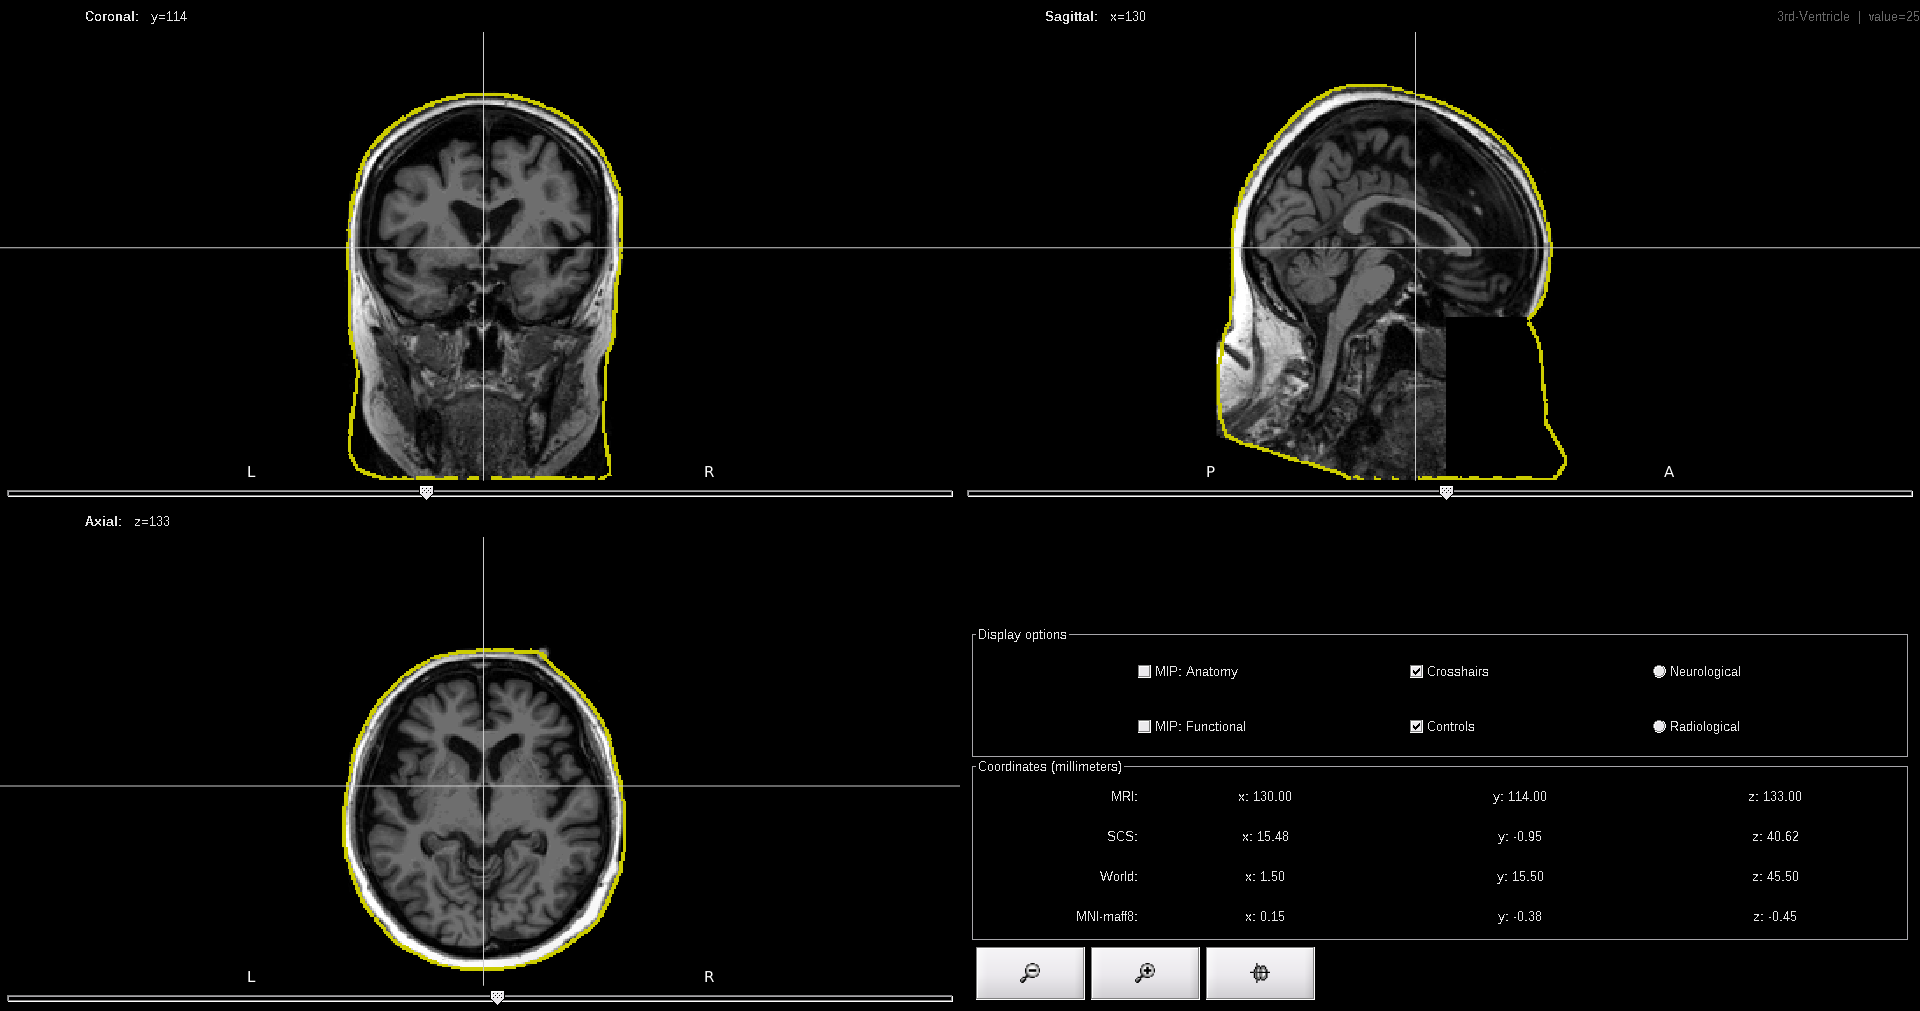 Coronal: y=114
Sagittal: x=130
3rd-Ventricle | value=25
L
R
P
A
Axial: z=133
L
R
Display options
MIP: Anatomy
Crosshairs
Neurological
MIP: Functional
Controls
Radiological
Coordinates (millimeters)
MRI: x: 130.00 y: 114.00 z: 133.00
SCS: x: 15.48 y: -0.95 z: 40.62
World: x: 1.50 y: 15.50 z: 45.50
MNI-maff8: x: 0.15 y: -0.38 z: -0.45